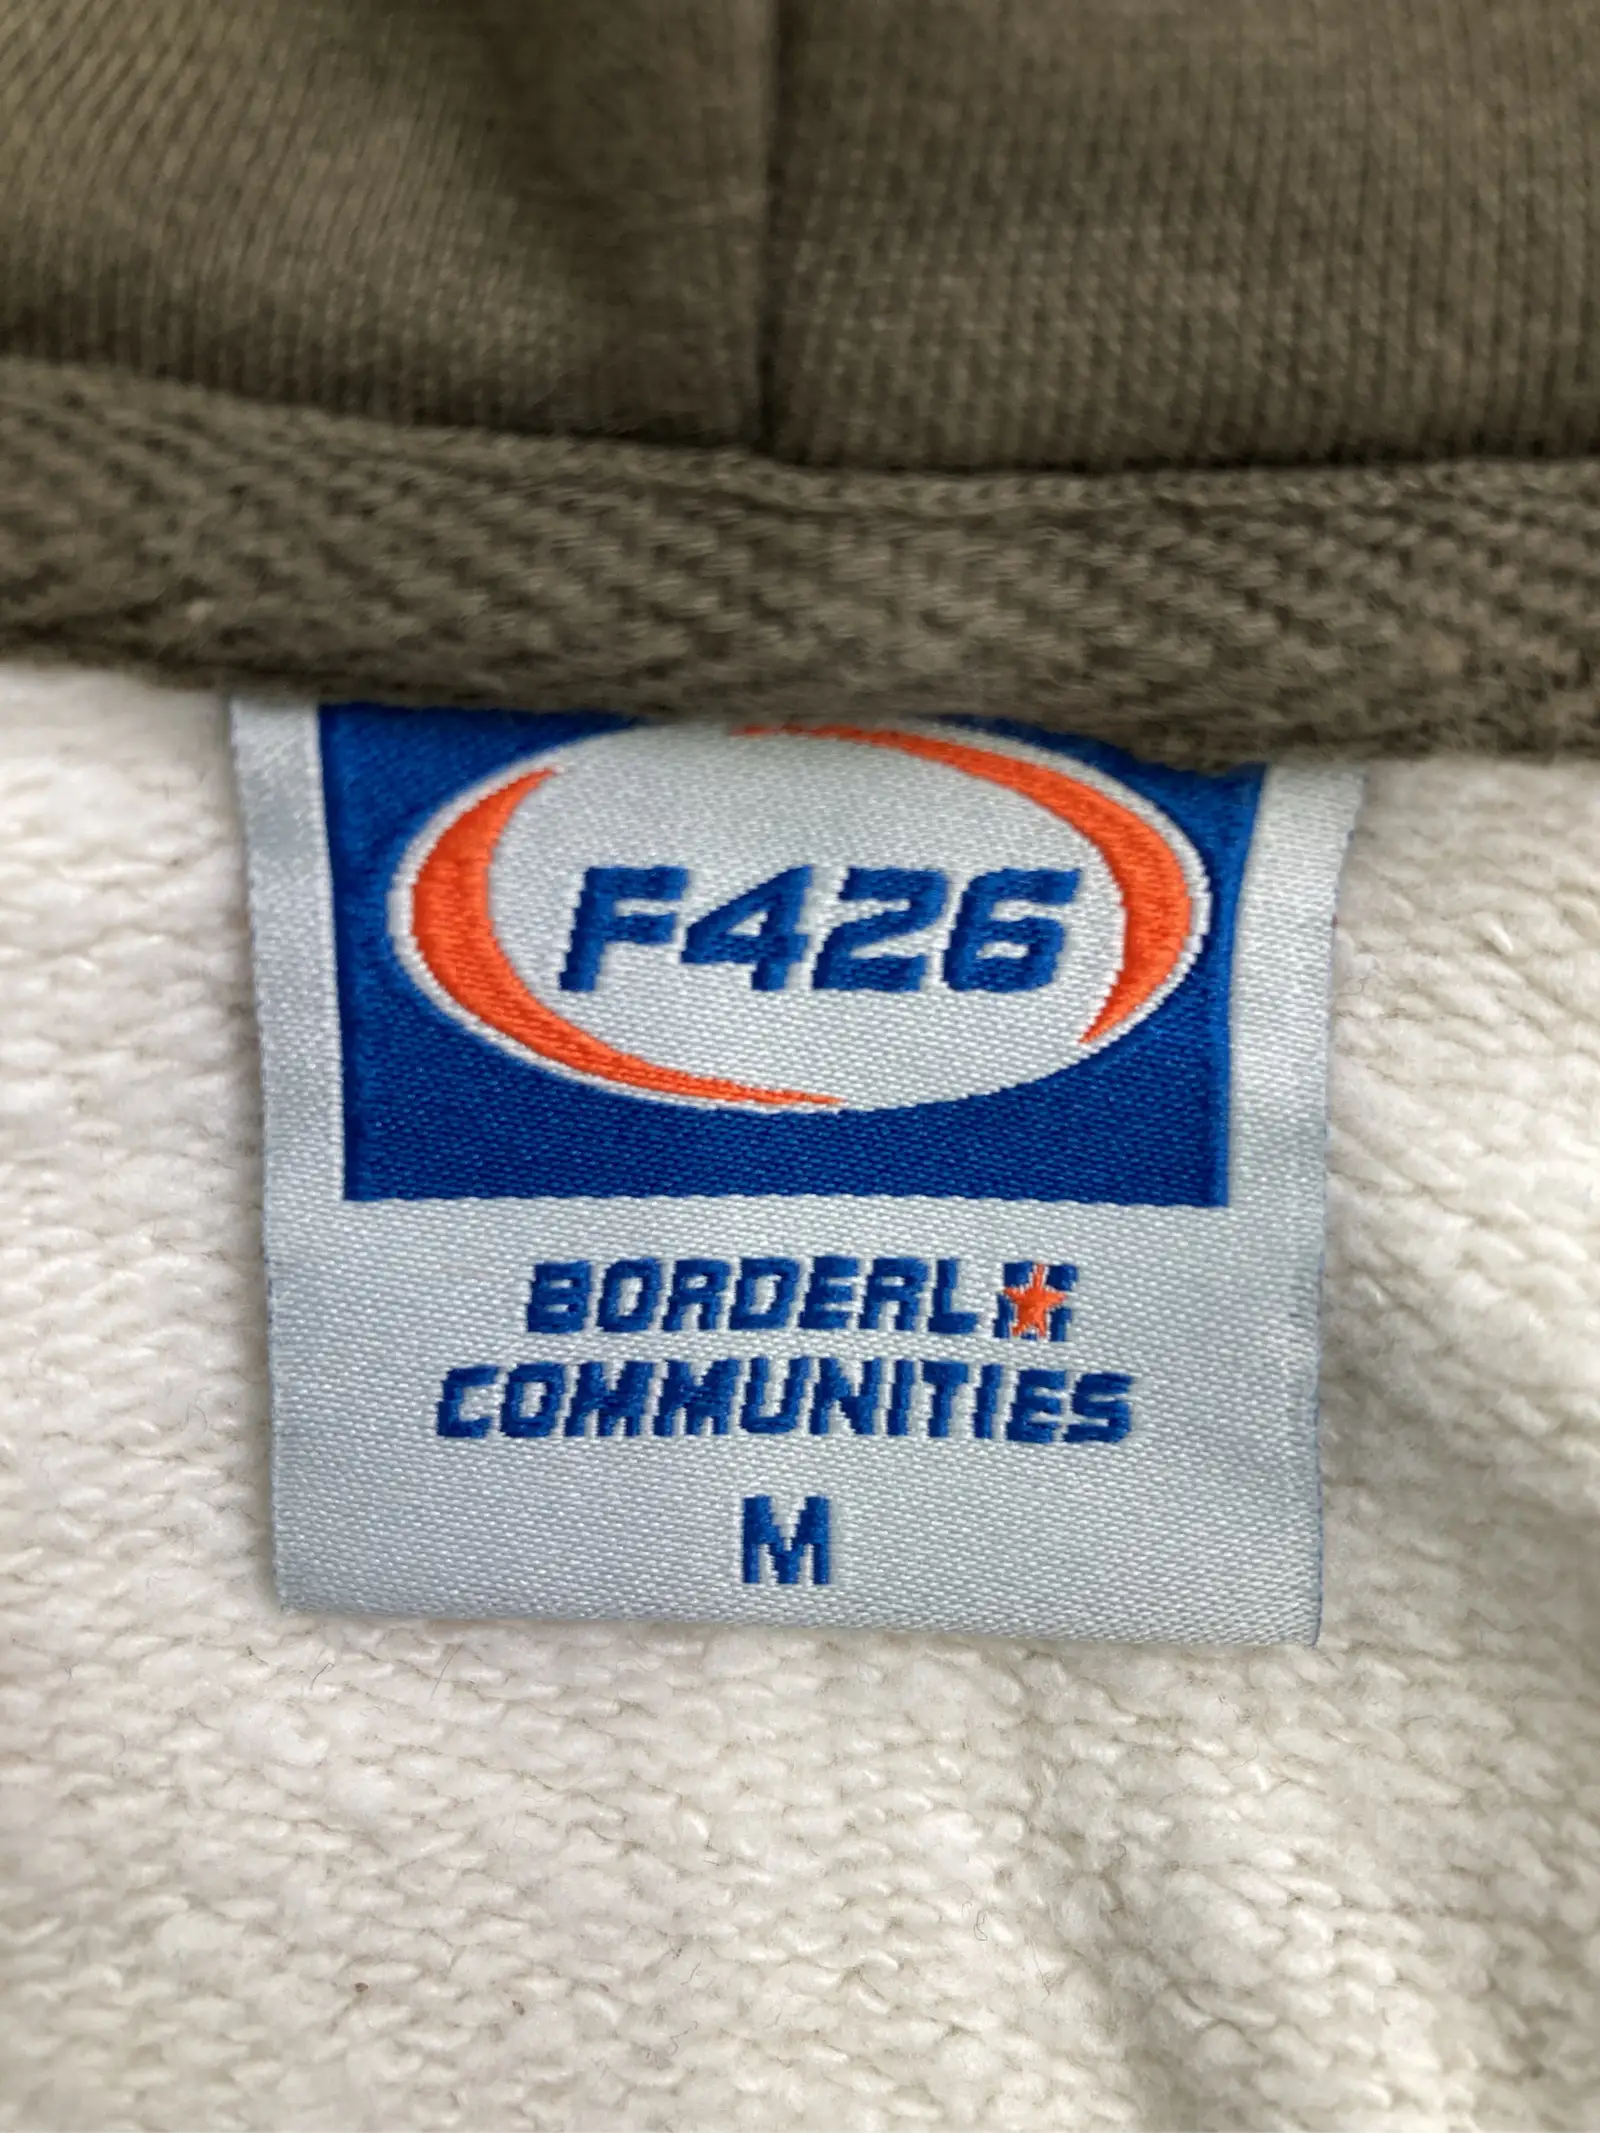 F426
BORDERL
COMMUNITIES
M